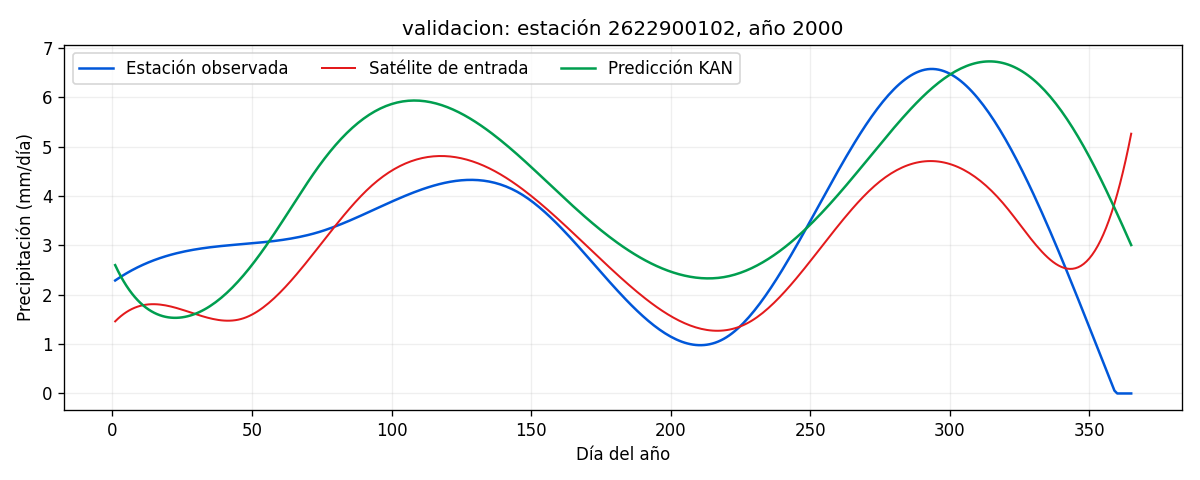 validacion: estación 2622900102, año 2000
Estación observada
Satélite de entrada
Predicción KAN
Precipitación (mm/día)
7
6
5
4
3
2
1
0
0 50 100 150 200 250 300 350
Día del año